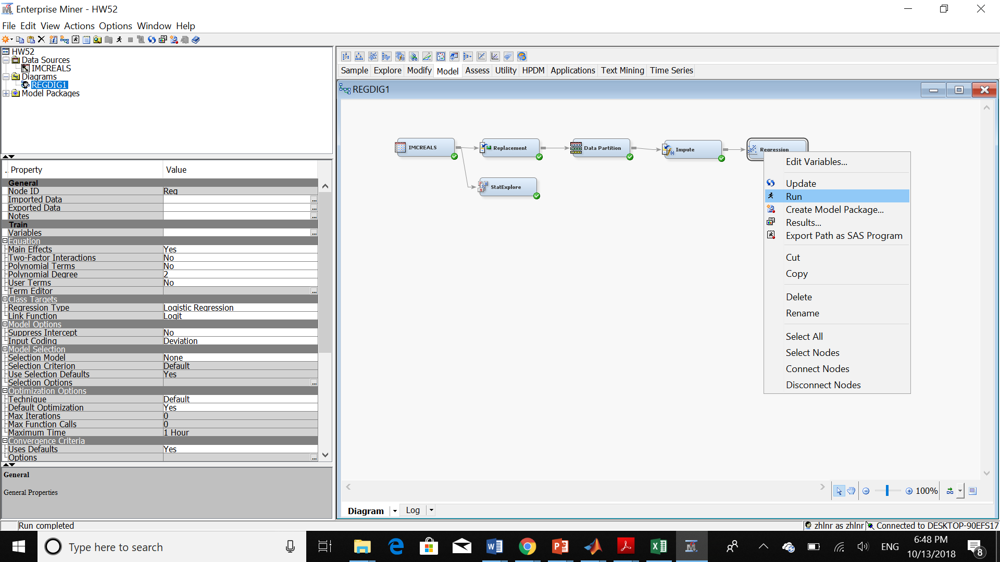 Enterprise Miner - HW52
File Edit View Actions Options Window Help
HW52
Data Sources
IMCREALS
Diagrams
REGDIG1
Model Packages
. Property Value
General
Node ID Reg
Imported Data ...
Exported Data ...
Notes ...
Train
Variables ...
Equation
Main Effects Yes
Two-Factor Interactions No
Polynomial Terms No
Polynomial Degree 2
User Terms No
Term Editor ...
Class Targets
Regression Type Logistic Regression
Link Function Logit
Model Options
Suppress Intercept No
Input Coding Deviation
Model Selection
Selection Model None
Selection Criterion Default
Use Selection Defaults Yes
Selection Options ...
Optimization Options
Technique Default
Default Optimization Yes
Max Iterations 0
Max Function Calls 0
Maximum Time 1 Hour
Convergence Criteria
Uses Defaults Yes
Options ...
General
General Properties
Sample Explore Modify Model Assess Utility HPDM Applications Text Mining Time Series
REGDIG1
IMCREALS
Replacement
Data Partition
Impute
Regression
StatExplore
Edit Variables...
Update
Run
Create Model Package...
Results...
Export Path as SAS Program
Cut
Copy
Delete
Rename
Select All
Select Nodes
Connect Nodes
Disconnect Nodes
100%
Diagram Log
Run completed
zhlnr as zhlnr Connected to DESKTOP-90EFS17
Type here to search
ENG
6:48 PM
10/13/2018
8